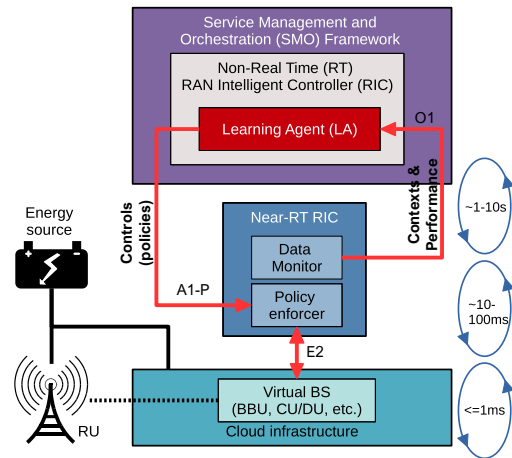 Service Management and
Orchestration (SMO) Framework
Non-Real Time (RT)
RAN Intelligent Controller (RIC)
Learning Agent (LA)
O1
Contexts &
Performance
Controls
(policies)
~1-10s
Energy
source
+ -
Near-RT RIC
Data
Monitor
A1-P
Policy
enforcer
~10-
100ms
E2
Virtual BS
(BBU, CU/DU, etc.)
<=1ms
RU
Cloud infrastructure